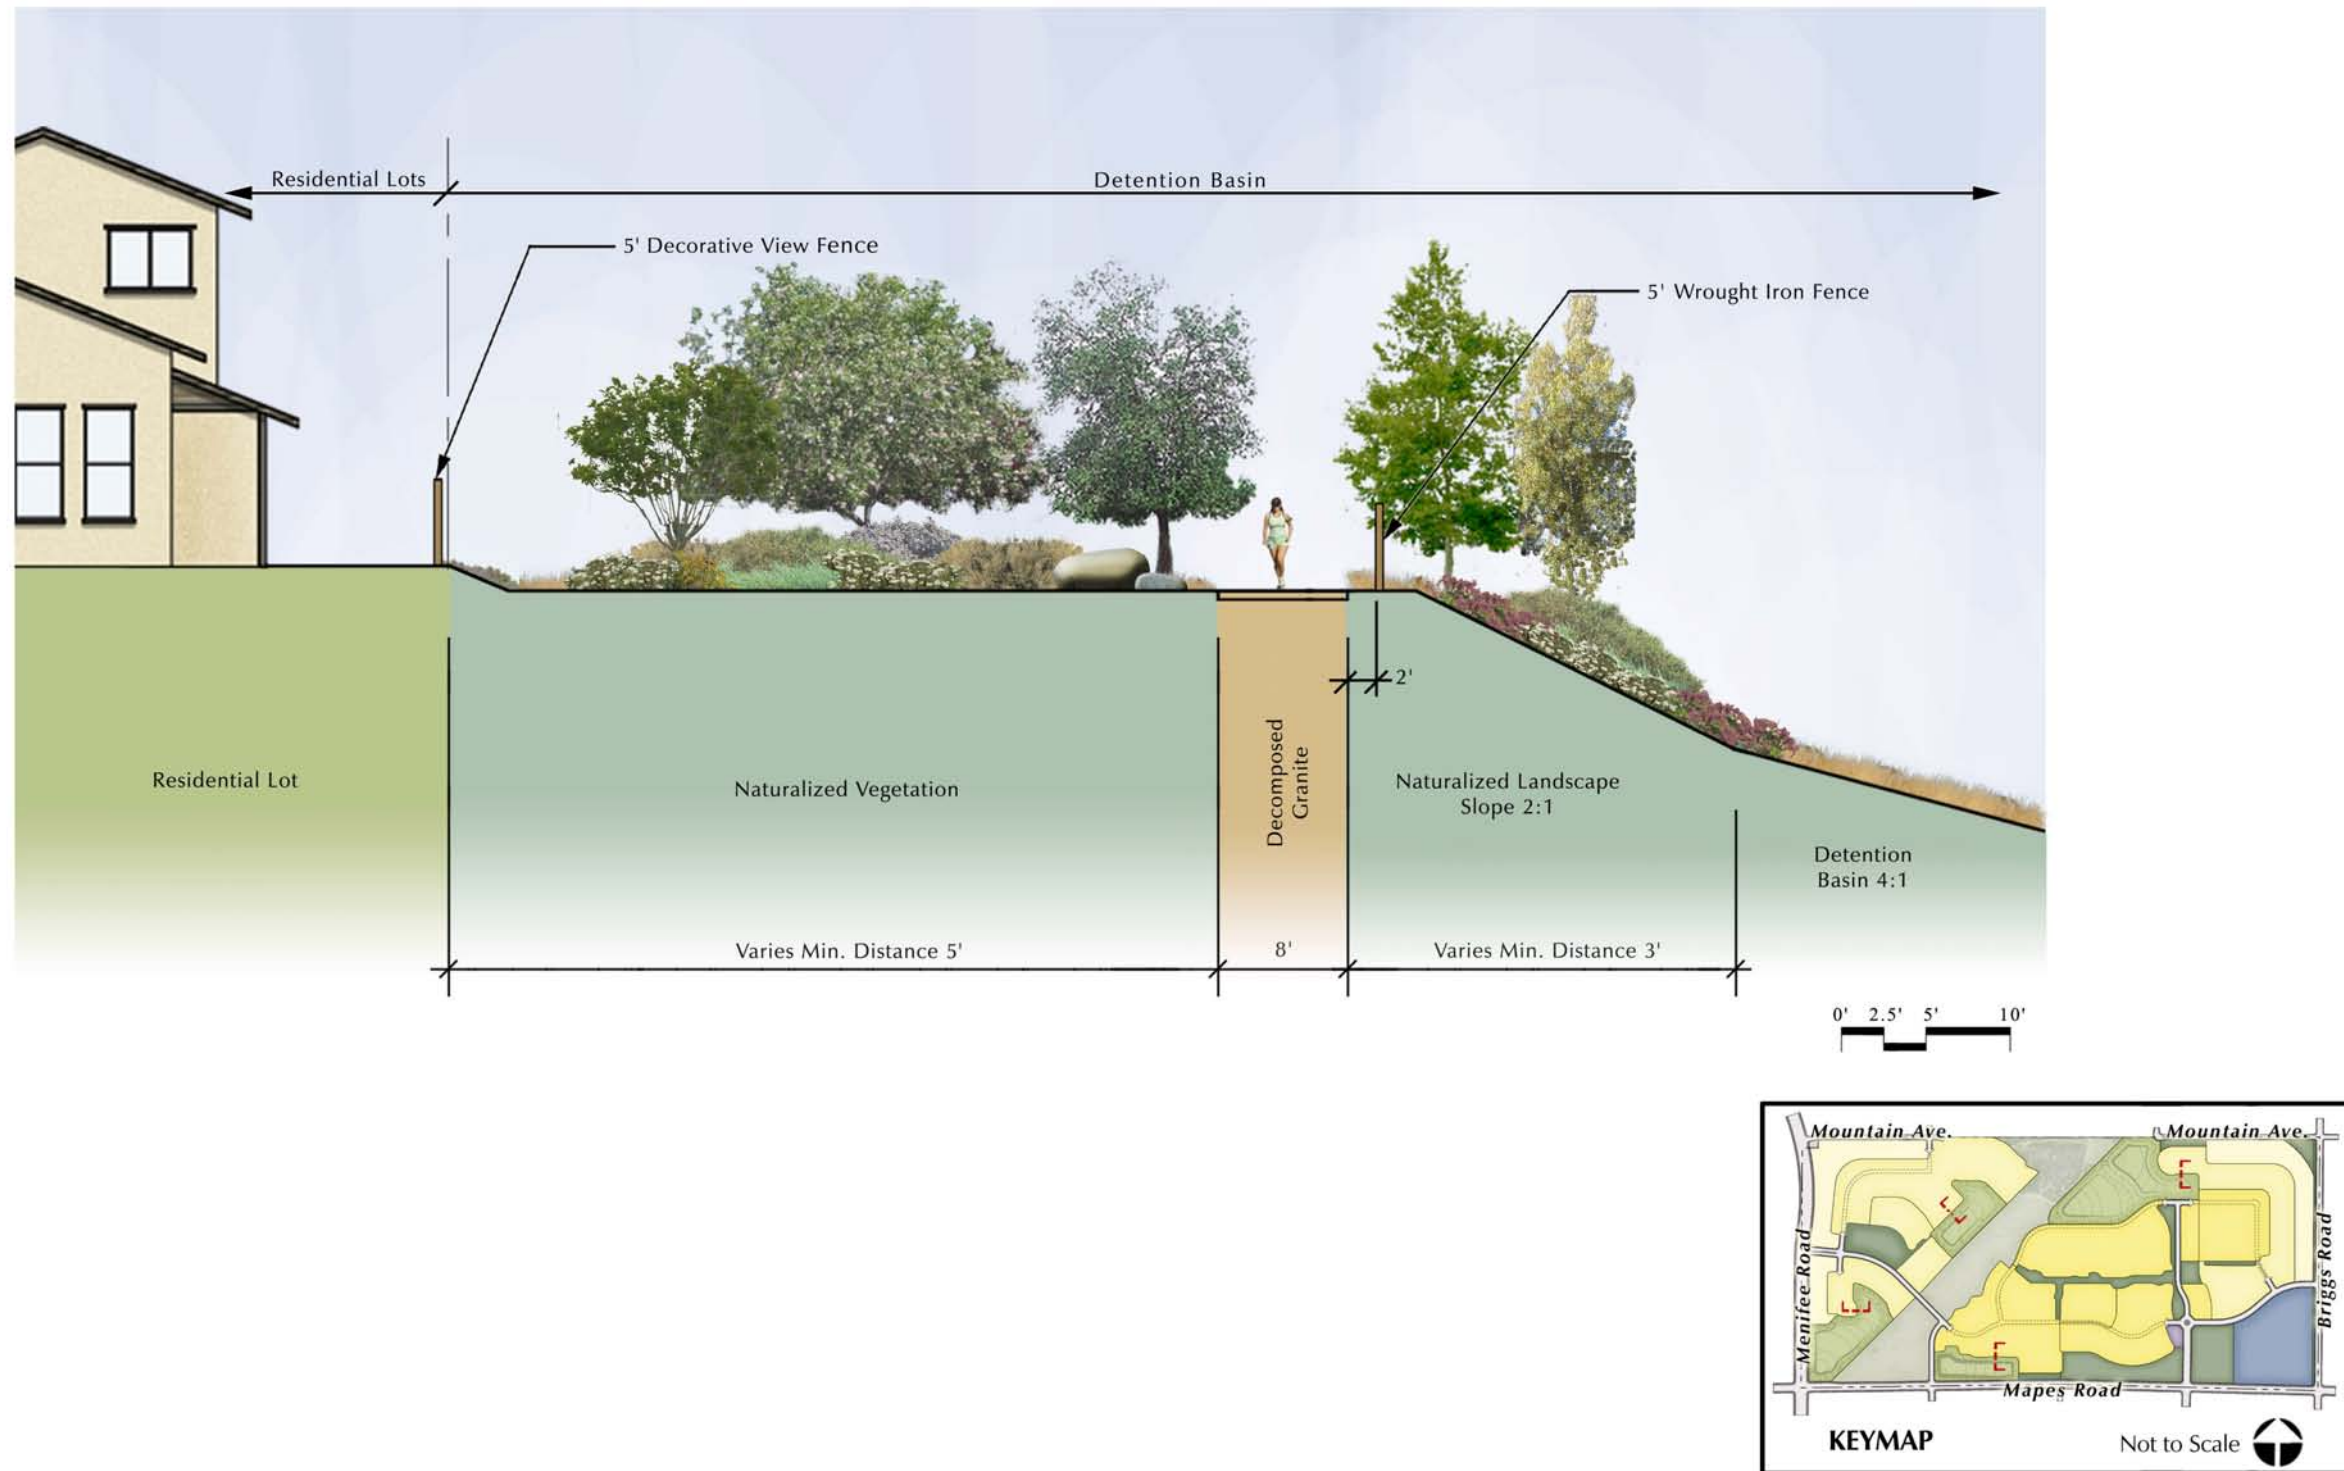 Residential Lots
Detention Basin
5' Decorative View Fence
5' Wrought Iron Fence
2'
Residential Lot
Naturalized Vegetation
Decomposed
Granite
Naturalized Landscape
Slope 2:1
Detention
Basin 4:1
Varies Min. Distance 5'
8'
Varies Min. Distance 3'
0' 2.5' 5' 10'
Mountain Ave.
Mountain Ave.
Menifee Road
Briggs Road
Mapes Road
KEYMAP
Not to Scale